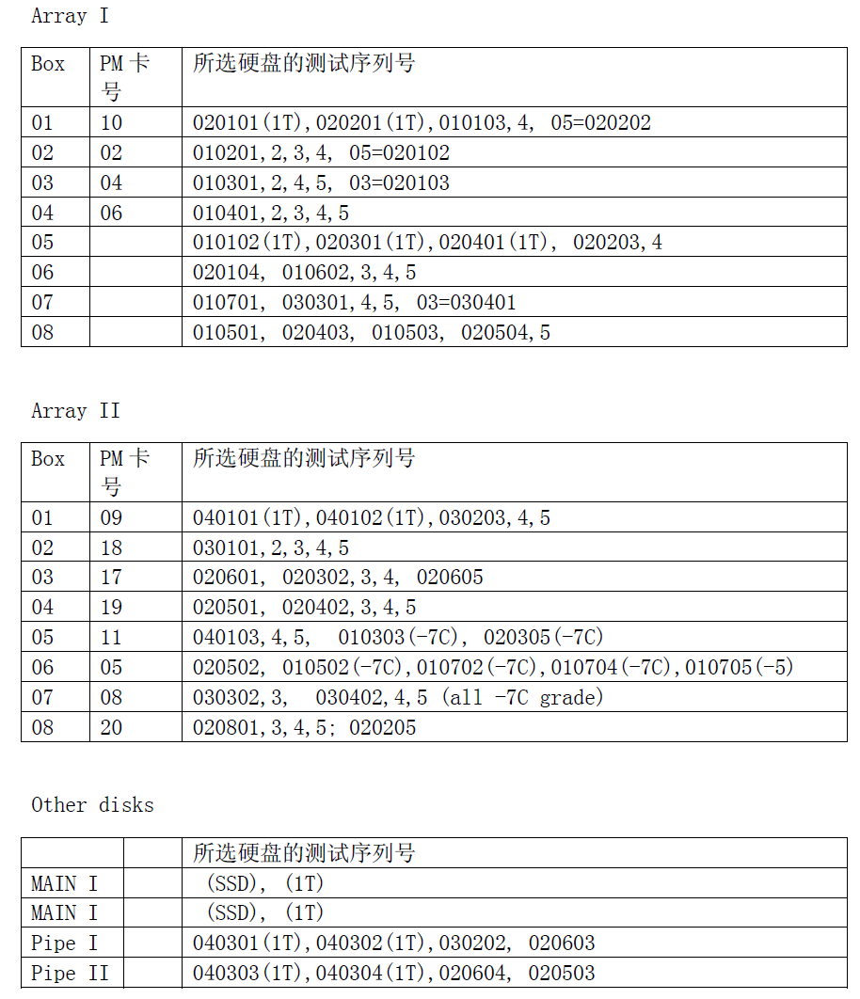 Array I
Box PM 卡号 所选硬盘的测试序列号
01 10 020101(1T),020201(1T),010103,4, 05=020202
02 02 010201,2,3,4, 05=020102
03 04 010301,2,4,5, 03=020103
04 06 010401,2,3,4,5
05 010102(1T),020301(1T),020401(1T), 020203,4
06 020104, 010602,3,4,5
07 010701, 030301,4,5, 03=030401
08 010501, 020403, 010503, 020504,5
Array II
Box PM 卡号 所选硬盘的测试序列号
01 09 040101(1T),040102(1T),030203,4,5
02 18 030101,2,3,4,5
03 17 020601, 020302,3,4, 020605
04 19 020501, 020402,3,4,5
05 11 040103,4,5, 010303(-7C), 020305(-7C)
06 05 020502, 010502(-7C),010702(-7C),010704(-7C),010705(-5)
07 08 030302,3, 030402,4,5 (all -7C grade)
08 20 020801,3,4,5; 020205
Other disks
所选硬盘的测试序列号
MAIN I (SSD), (1T)
MAIN I (SSD), (1T)
Pipe I 040301(1T),040302(1T),030202, 020603
Pipe II 040303(1T),040304(1T),020604, 020503